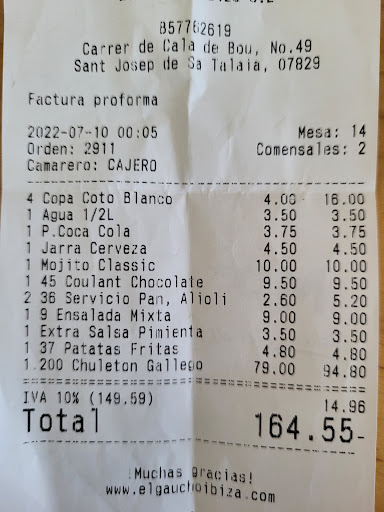 B57762619
Carrer de Cala de Bou, No.49
Sant Josep de Sa Talaia, 07829
Factura proforma
2022-07-10 00:05 Mesa: 14
Orden: 2911 Comensales: 2
Camarero: CAJERO
4 Copa Coto Blanco 4.00 16.00
1 Agua 1/2L 3.50 3.50
1 P.Coca Cola 3.75 3.75
1 Jarra Cerveza 4.50 4.50
1 Mojito Classic 10.00 10.00
1 45 Coulant Chocolate 9.50 9.50
2 36 Servicio Pan, Alioli 2.60 5.20
1 9 Ensalada Mixta 9.00 9.00
1 Extra Salsa Pimienta 3.50 3.50
1 37 Patatas Fritas 4.80 4.80
1.200 Chuleton Gallego 79.00 94.80
IVA 10% (149,59) 14.96
Total 164.55-
¡Muchas gracias!
www.elgauchoibiza.com